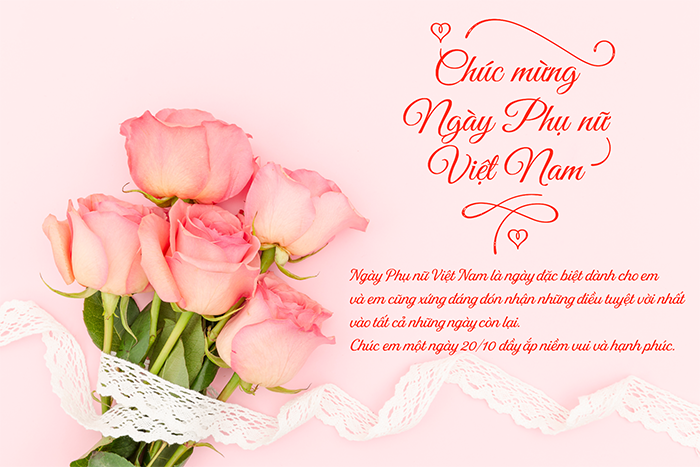 Chúc mừng
Ngày Phụ nữ
Việt Nam
Ngày Phụ nữ Việt Nam là ngày đặc biệt dành cho em
và em cũng xứng đáng đón nhận những điều tuyệt vời nhất
vào tất cả những ngày còn lại.
Chúc em một ngày 20/10 đầy ắp niềm vui và hạnh phúc.